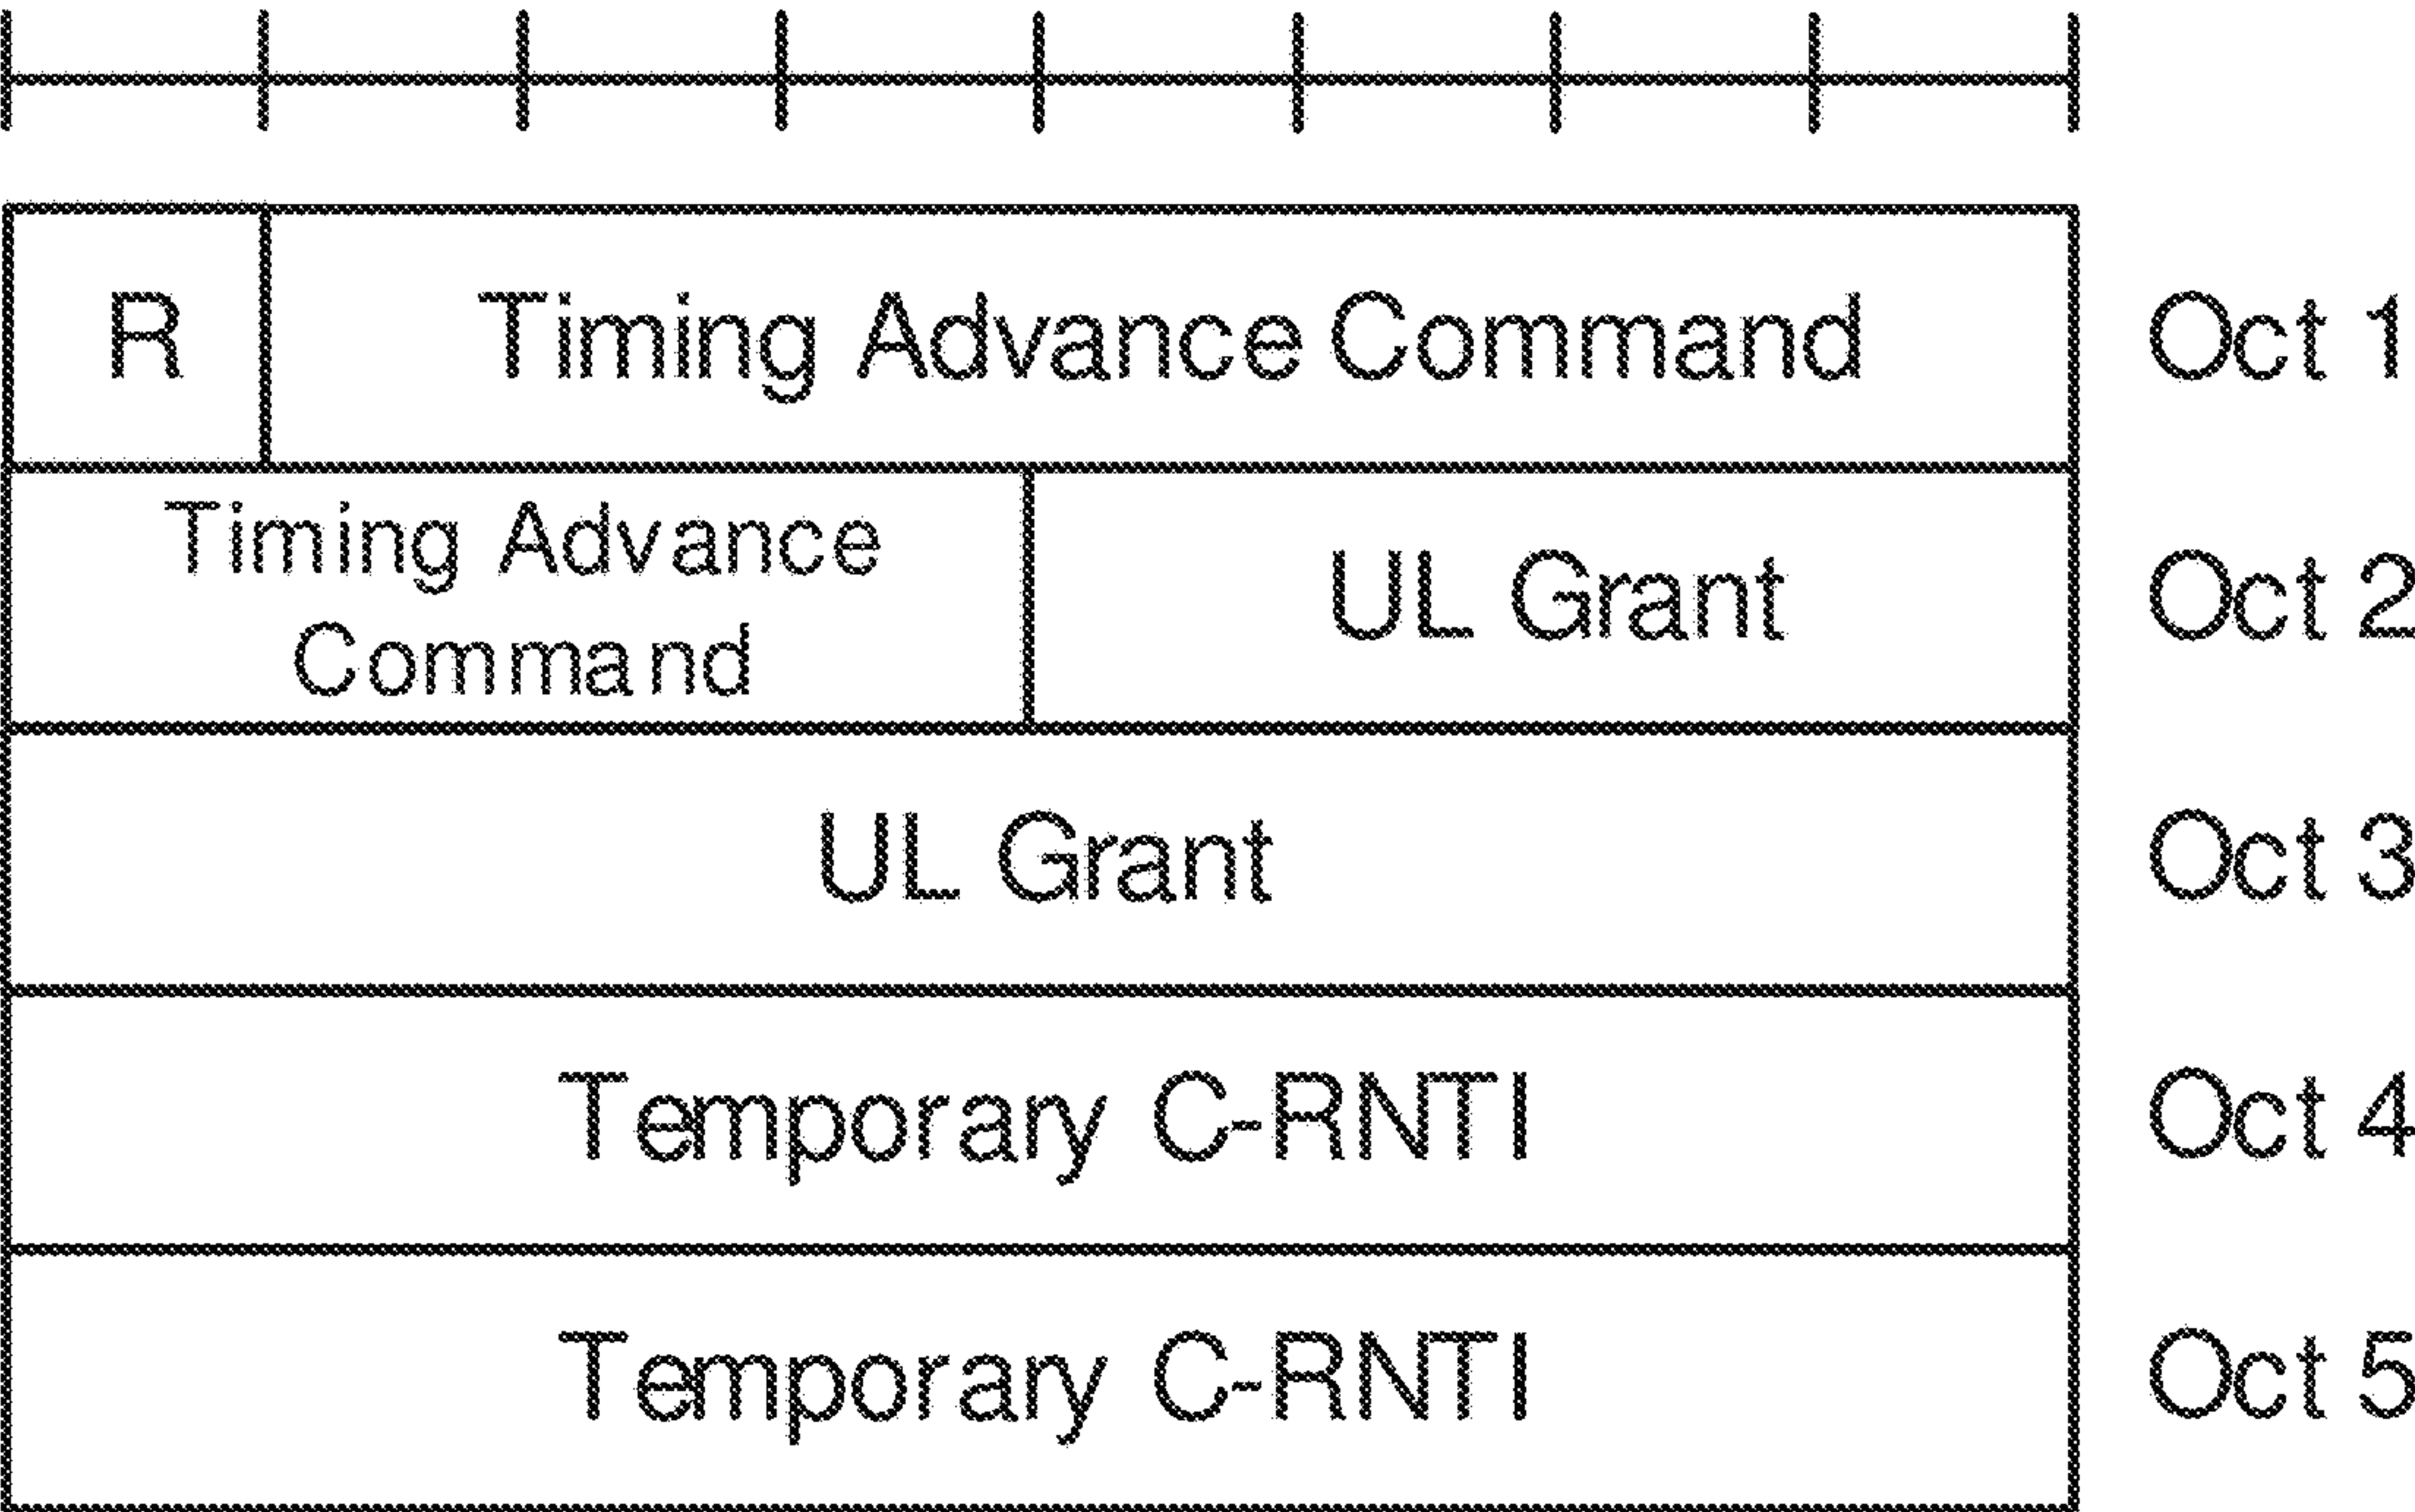 R Timing Advance Command Oct 1
Timing Advance
Command
UL Grant Oct 2
UL Grant Oct 3
Temporary C-RNTI Oct 4
Temporary C-RNTI Oct 5